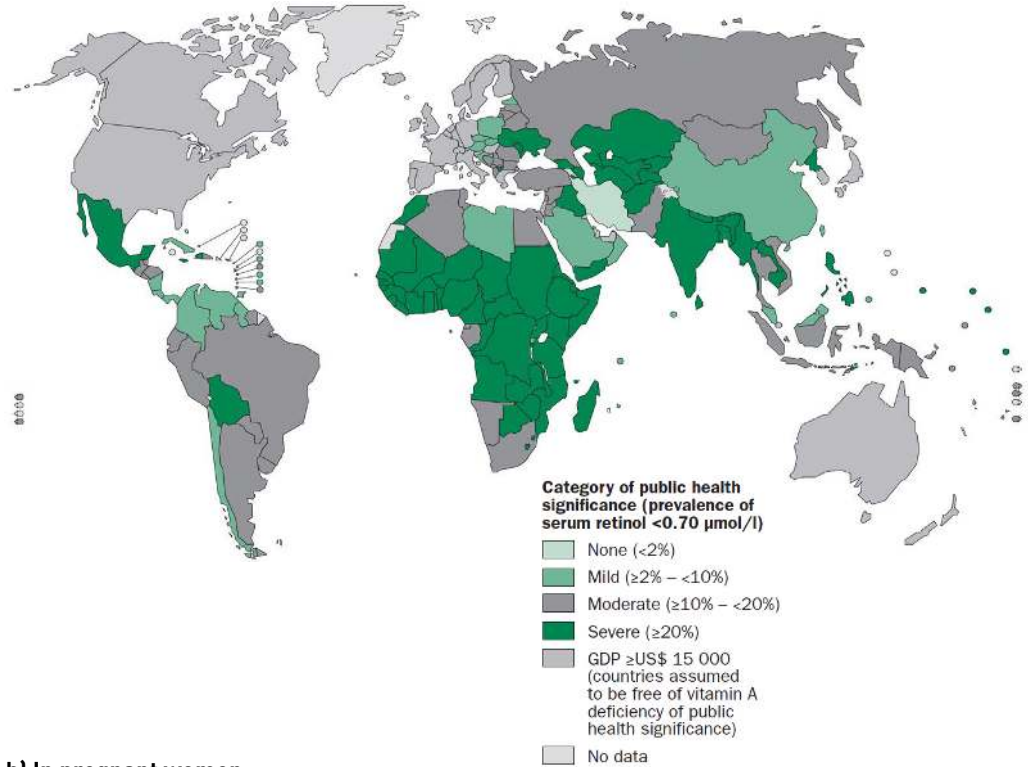 Category of public health
significance (prevalence of
serum retinol <0.70 µmol/l)
None (<2%)
Mild (≥2% – <10%)
Moderate (≥10% – <20%)
Severe (≥20%)
GDP ≥US$ 15 000
(countries assumed
to be free of vitamin A
deficiency of public
health significance)
No data
b) In pregnant women